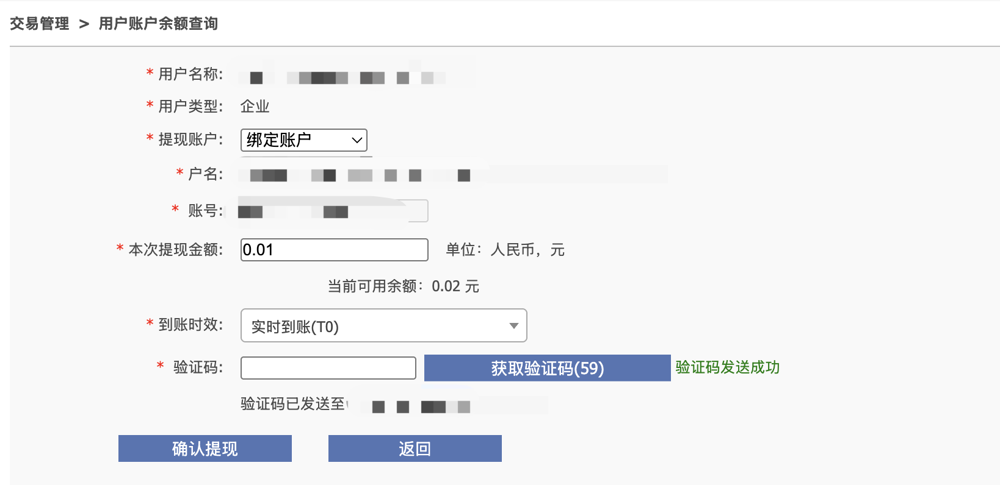 交易管理 > 用户账户余额查询
* 用户名称:
* 用户类型: 企业
* 提现账户: 绑定账户
* 户名:
* 账号:
* 本次提现金额: 0.01 单位：人民币，元
当前可用余额：0.02 元
* 到账时效: 实时到账(T0)
* 验证码: 获取验证码(59) 验证码发送成功
验证码已发送至
确认提现 返回